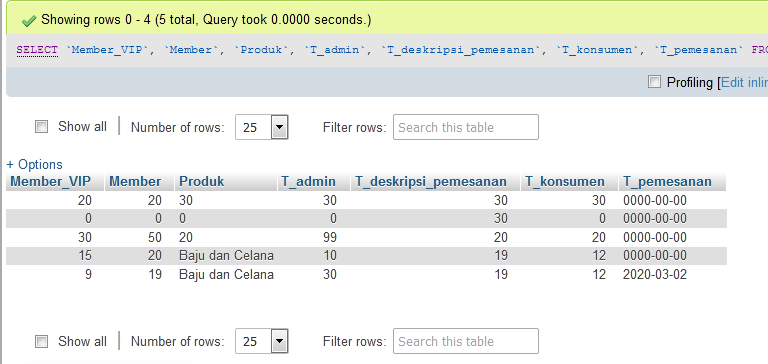 Showing rows 0 - 4 (5 total, Query took 0.0000 seconds.)
SELECT `Member_VIP`, `Member`, `Produk`, `T_admin`, `T_deskripsi_pemesanan`, `T_konsumen`, `T_pemesanan` FRO
Profiling [Edit inlin
Show all Number of rows: 25 Filter rows: Search this table
+ Options
Member_VIP Member Produk T_admin T_deskripsi_pemesanan T_konsumen T_pemesanan
20 20 30 30 30 30 0000-00-00
0 0 0 0 30 0 0000-00-00
30 50 20 99 20 20 0000-00-00
15 20 Baju dan Celana 10 19 12 0000-00-00
9 19 Baju dan Celana 30 19 12 2020-03-02
Show all Number of rows: 25 Filter rows: Search this table